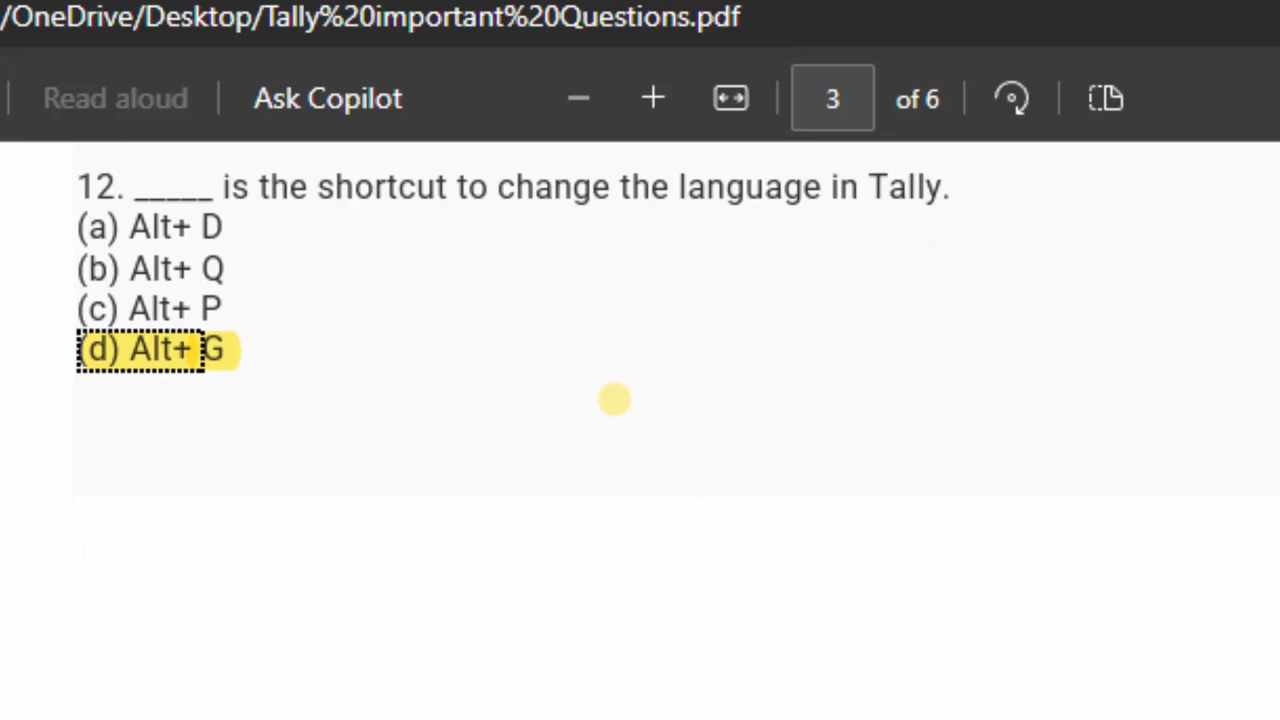 /OneDrive/Desktop/Tally%20important%20Questions.pdf
Read aloud Ask Copilot 3 of 6
12. _____ is the shortcut to change the language in Tally.
(a) Alt+ D
(b) Alt+ Q
(c) Alt+ P
(d) Alt+ G